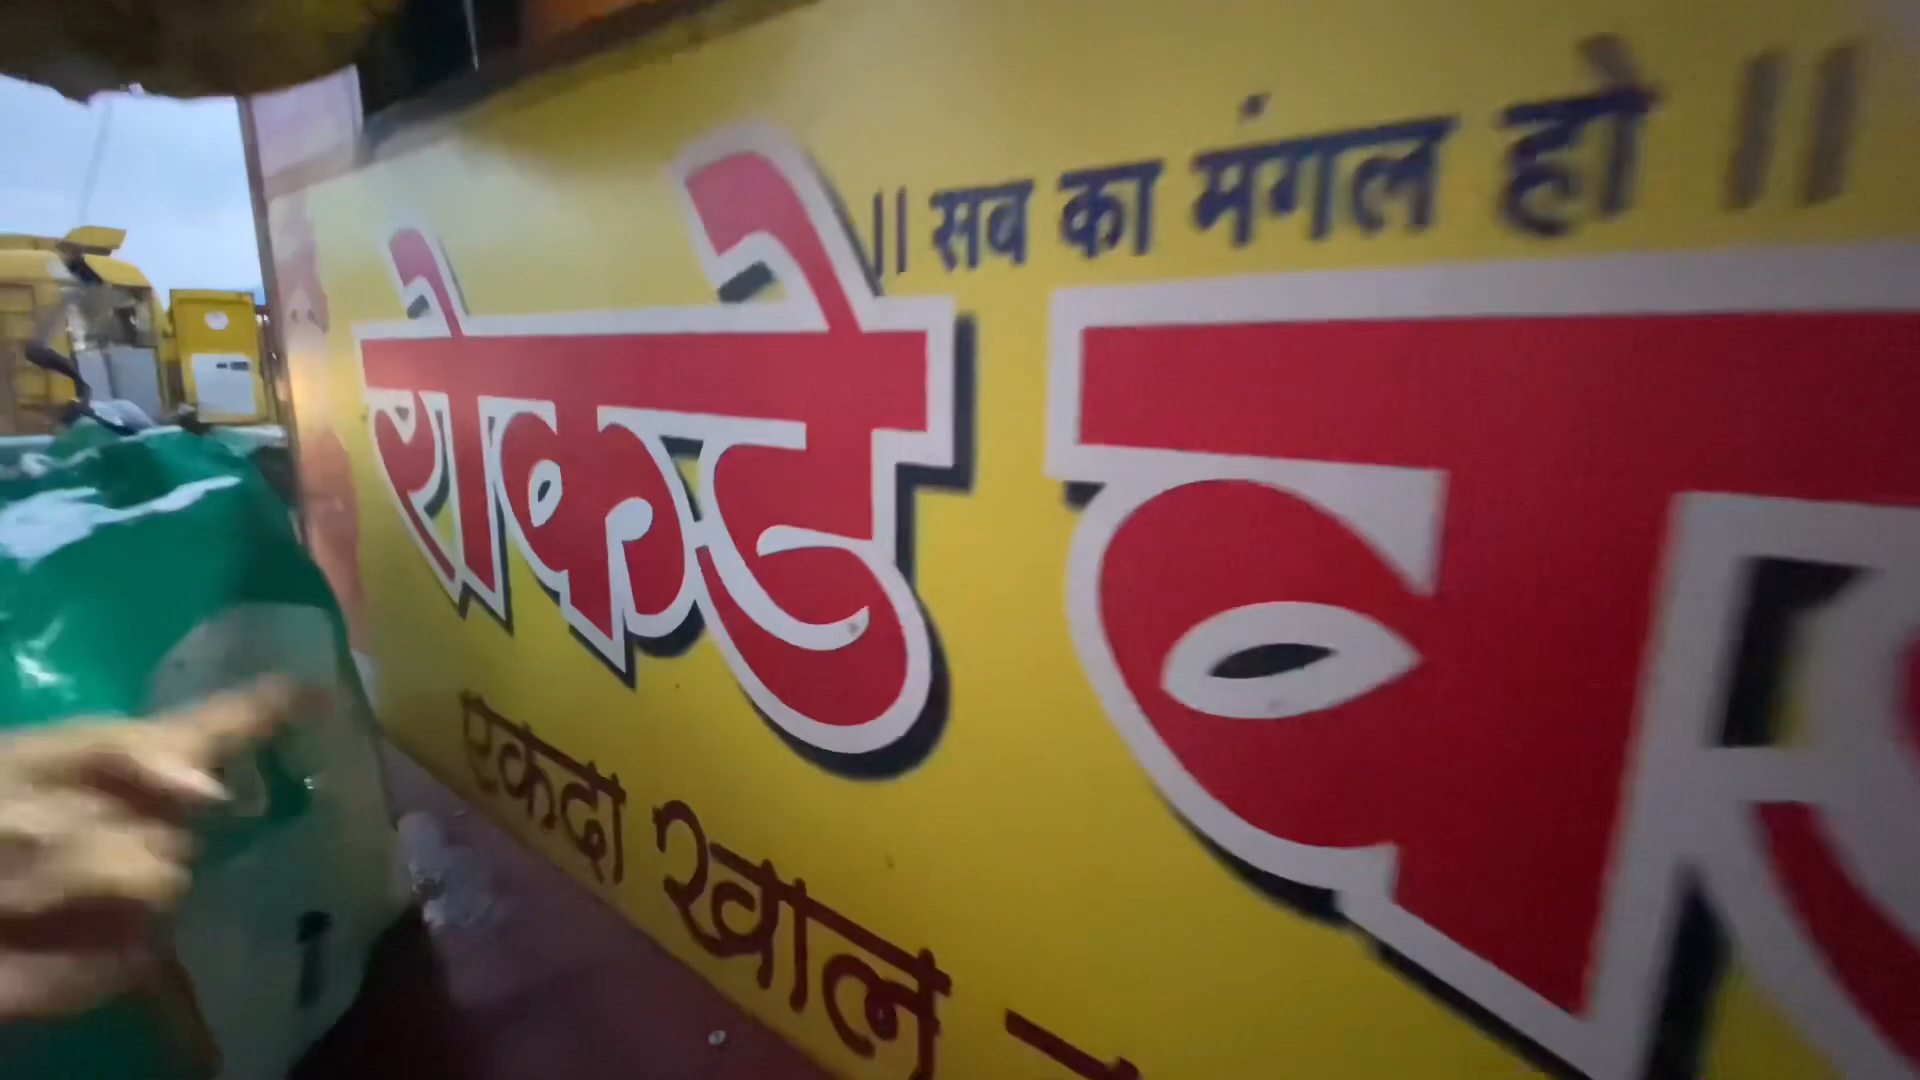 || सब का मंगल हो ||
रोकडे
एकदा खाल